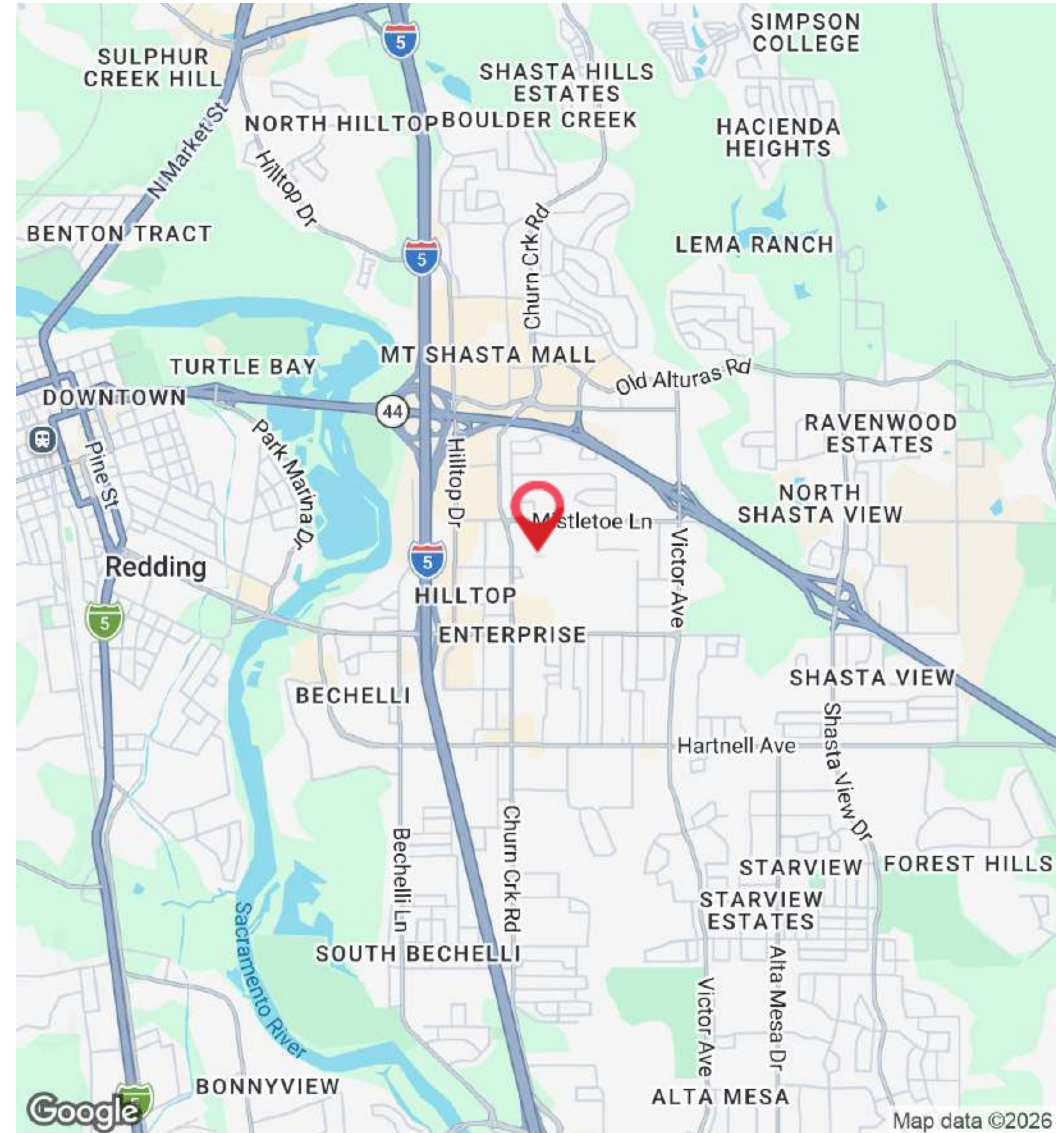 SIMPSON
COLLEGE
5
SULPHUR
CREEK HILL
SHASTA HILLS
ESTATES
NORTH HILLTOP
BOULDER CREEK
HACIENDA
HEIGHTS
N Market St
Hilltop Dr
BENTON TRACT
5
Churn Crk Rd
LEMA RANCH
MT SHASTA MALL
TURTLE BAY
Old Alturas Rd
DOWNTOWN
44
RAVENWOOD
ESTATES
Pine St
Park Marina Dr
Hilltop Dr
NORTH
SHASTA VIEW
Mistletoe Ln
Victor Ave
Redding
5
HILLTOP
5
ENTERPRISE
SHASTA VIEW
BECHELLI
Hartnell Ave
Shasta View Dr
Bechelli Ln
Churn Crk Rd
STARVIEW
FOREST HILLS
STARVIEW
ESTATES
Sacramento River
SOUTH BECHELLI
Victor Ave
Alta Mesa Dr
BONNYVIEW
ALTA MESA
5
Google
Map data ©2026